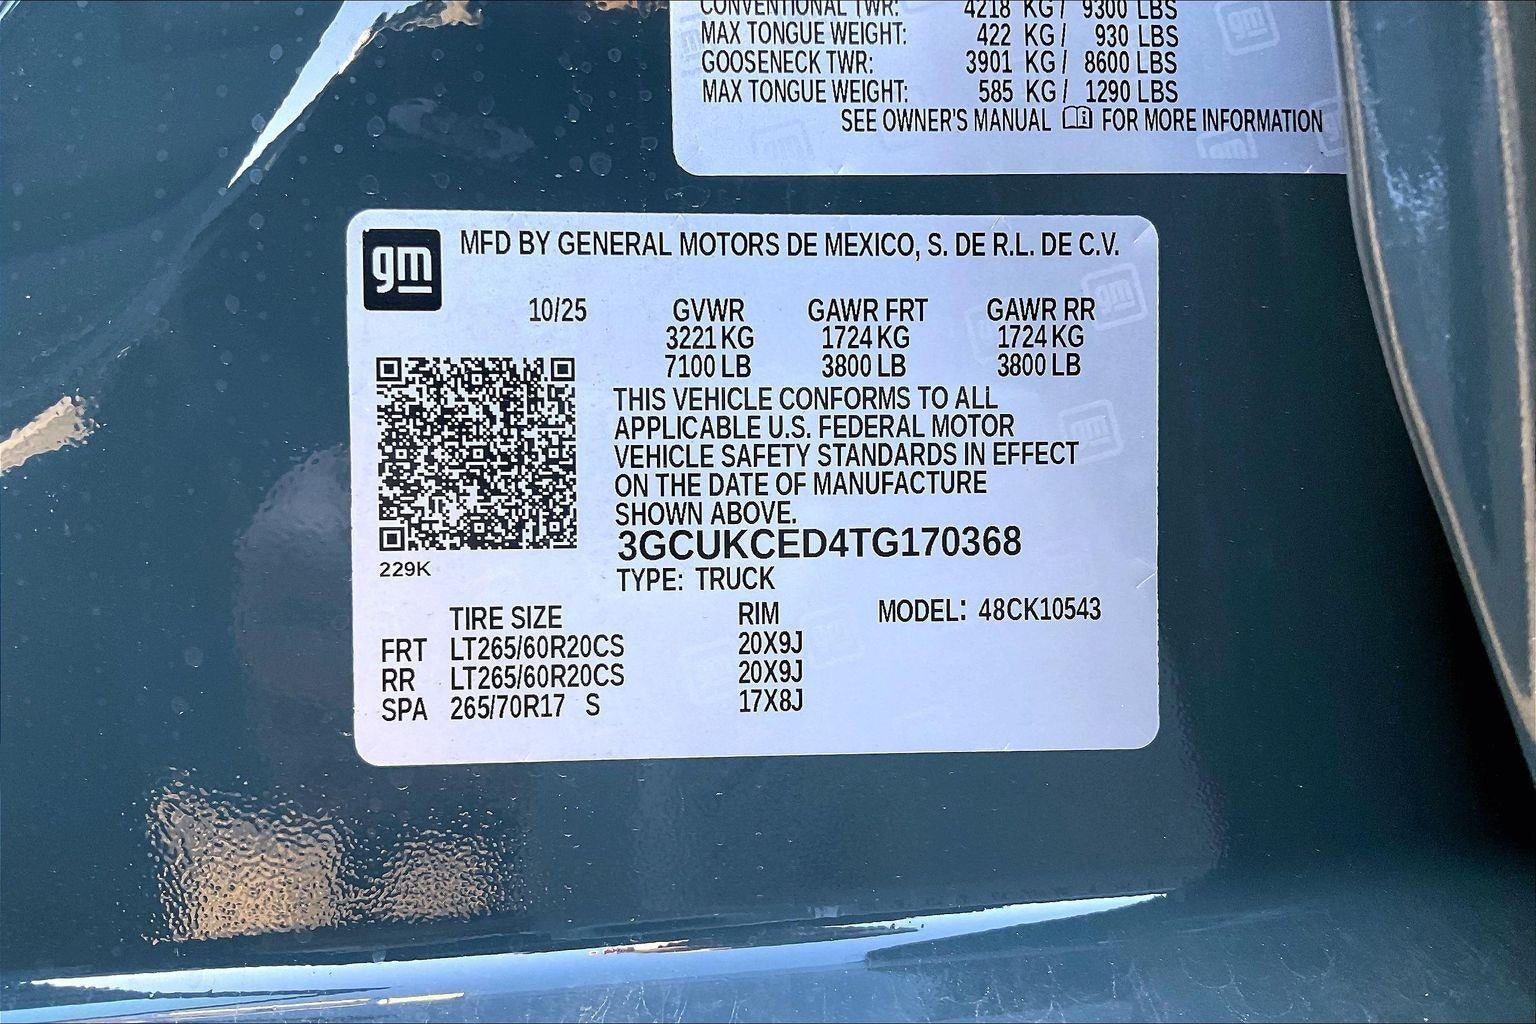 CONVENTIONAL TWR: 4218 KG / 9300 LBS
MAX TONGUE WEIGHT: 422 KG / 930 LBS
GOOSENECK TWR: 3901 KG / 8600 LBS
MAX TONGUE WEIGHT: 585 KG / 1290 LBS
SEE OWNER'S MANUAL FOR MORE INFORMATION
gm
MFD BY GENERAL MOTORS DE MEXICO, S. DE R.L. DE C.V.
10/25 GVWR GAWR FRT GAWR RR
3221 KG 1724 KG 1724 KG
7100 LB 3800 LB 3800 LB
THIS VEHICLE CONFORMS TO ALL
APPLICABLE U.S. FEDERAL MOTOR
VEHICLE SAFETY STANDARDS IN EFFECT
ON THE DATE OF MANUFACTURE
SHOWN ABOVE.
3GCUKCED4TG170368
229K
TYPE: TRUCK
TIRE SIZE RIM MODEL: 48CK10543
FRT LT265/60R20CS 20X9J
RR LT265/60R20CS 20X9J
SPA 265/70R17 S 17X8J